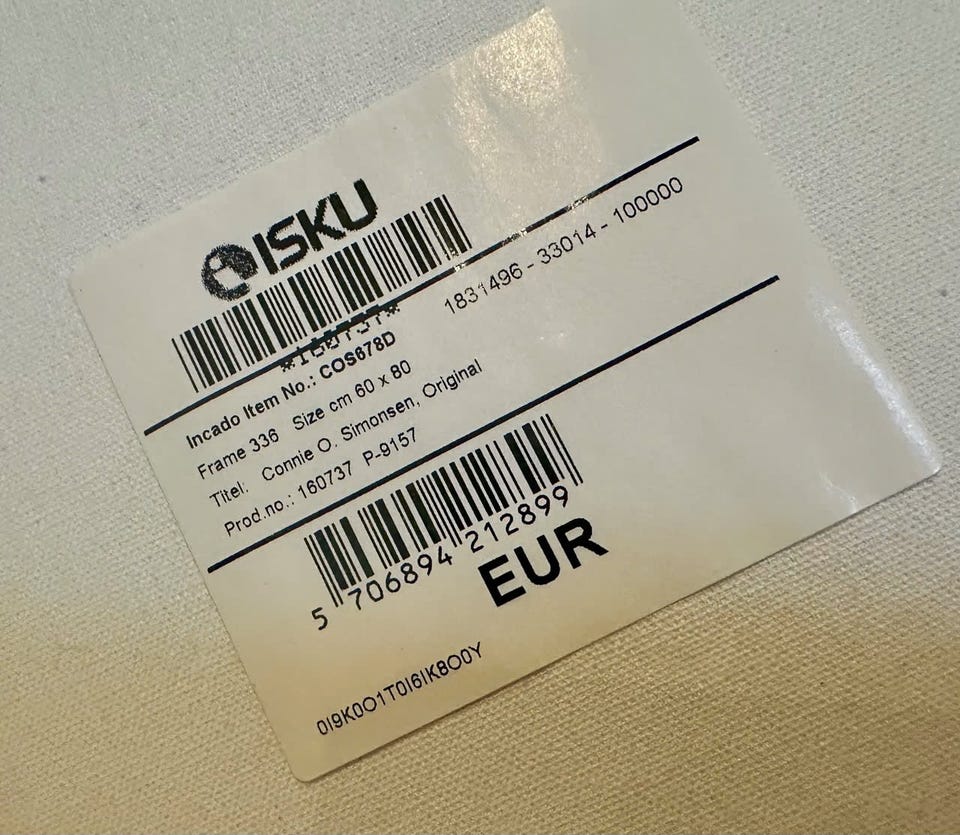 ISKU
*160737*
1831496 - 33014 - 100000
Incado Item No.: COS678D
Frame 336 Size cm 60 x 80
Titel: Connie O. Simonsen, Original
Prod.no.: 160737 P-9157
5 706894 212899
EUR
0I9K0O1T0I6IK8O0Y